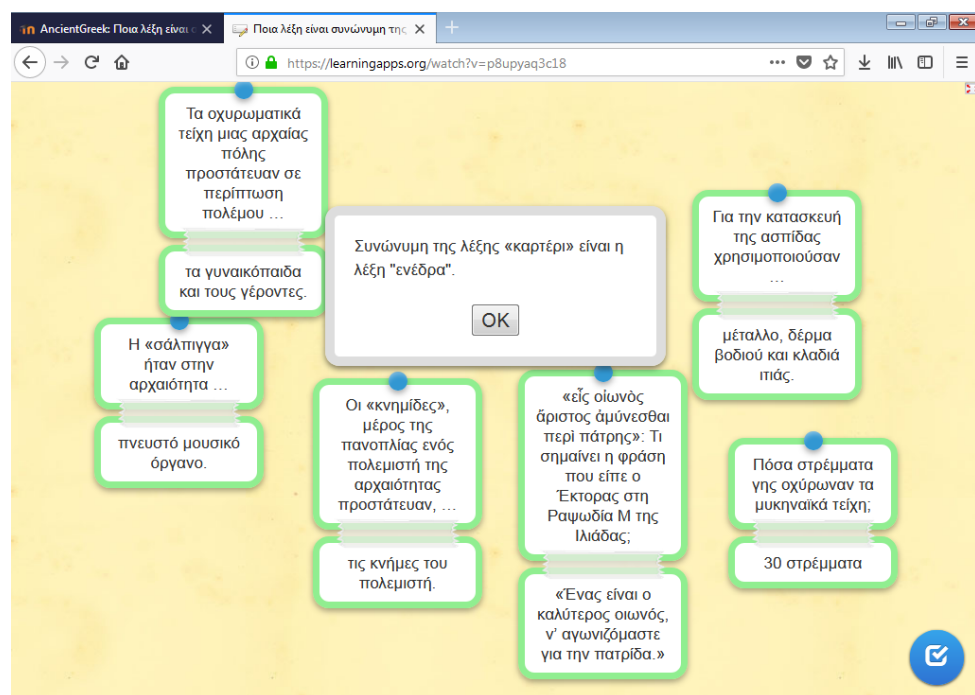 AncientGreek: Ποια λέξη είναι σ
Ποια λέξη είναι συνώνυμη της
https://learningapps.org/watch?v=p8upyaq3c18
Τα οχυρωματικά
τείχη μιας αρχαίας
πόλης
προστάτευαν σε
περίπτωση
πολέμου …
τα γυναικόπαιδα
και τους γέροντες.
Συνώνυμη της λέξης «καρτέρι» είναι η
λέξη "ενέδρα".
OK
Για την κατασκευή
της ασπίδας
χρησιμοποιούσαν
…
μέταλλο, δέρμα
βοδιού και κλαδιά
ιτιάς.
Η «σάλπιγγα»
ήταν στην
αρχαιότητα …
πνευστό μουσικό
όργανο.
Οι «κνημίδες»,
μέρος της
πανοπλίας ενός
πολεμιστή της
αρχαιότητας
προστάτευαν, …
τις κνήμες του
πολεμιστή.
«εἷς οἰωνὸς
ἄριστος ἀμύνεσθαι
περὶ πάτρης»: Τι
σημαίνει η φράση
που είπε ο
Έκτορας στη
Ραψωδία Μ της
Ιλιάδας;
«Ένας είναι ο
καλύτερος οιωνός,
ν’ αγωνιζόμαστε
για την πατρίδα.»
Πόσα στρέμματα
γης οχύρωναν τα
μυκηναϊκά τείχη;
30 στρέμματα